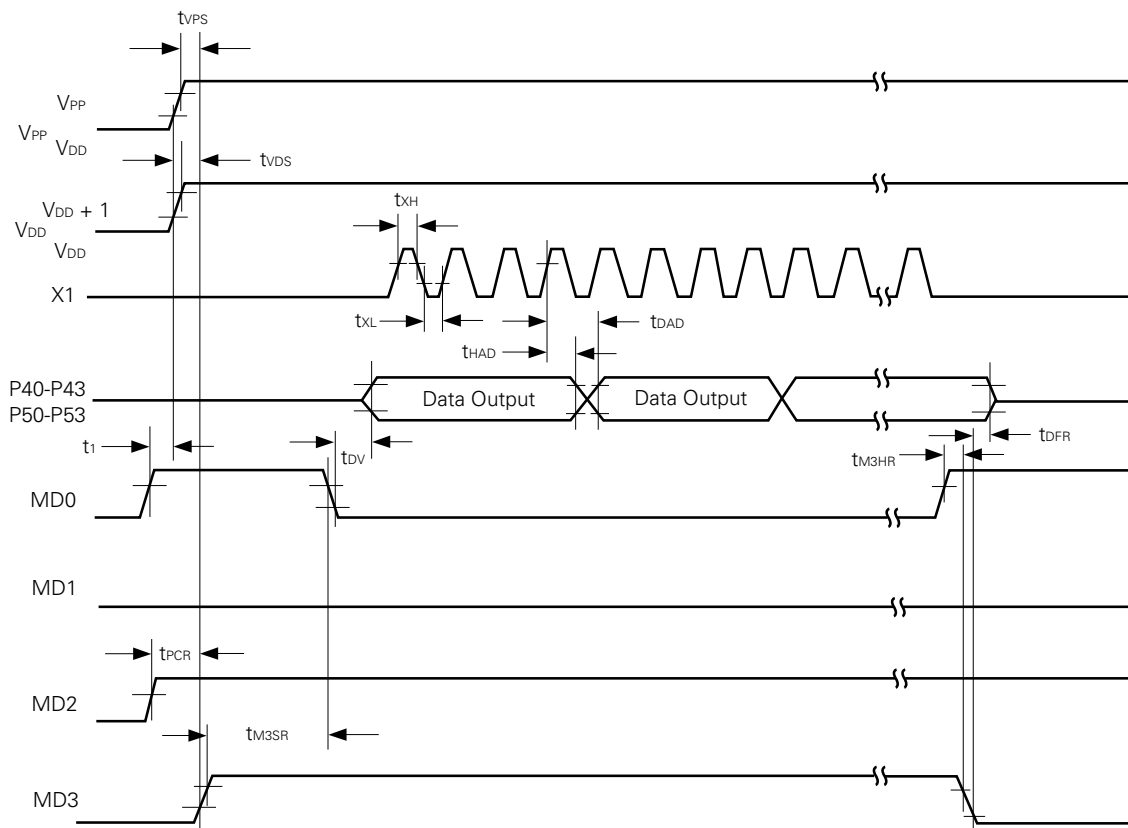 tVPS
VPP
VPP
VDD
tVDS
VDD + 1
VDD
VDD
tXH
X1
tXL
tDAD
tHAD
P40-P43
P50-P53
Data Output
Data Output
t1
tDV
tDFR
tM3HR
MD0
MD1
tPCR
MD2
tM3SR
MD3